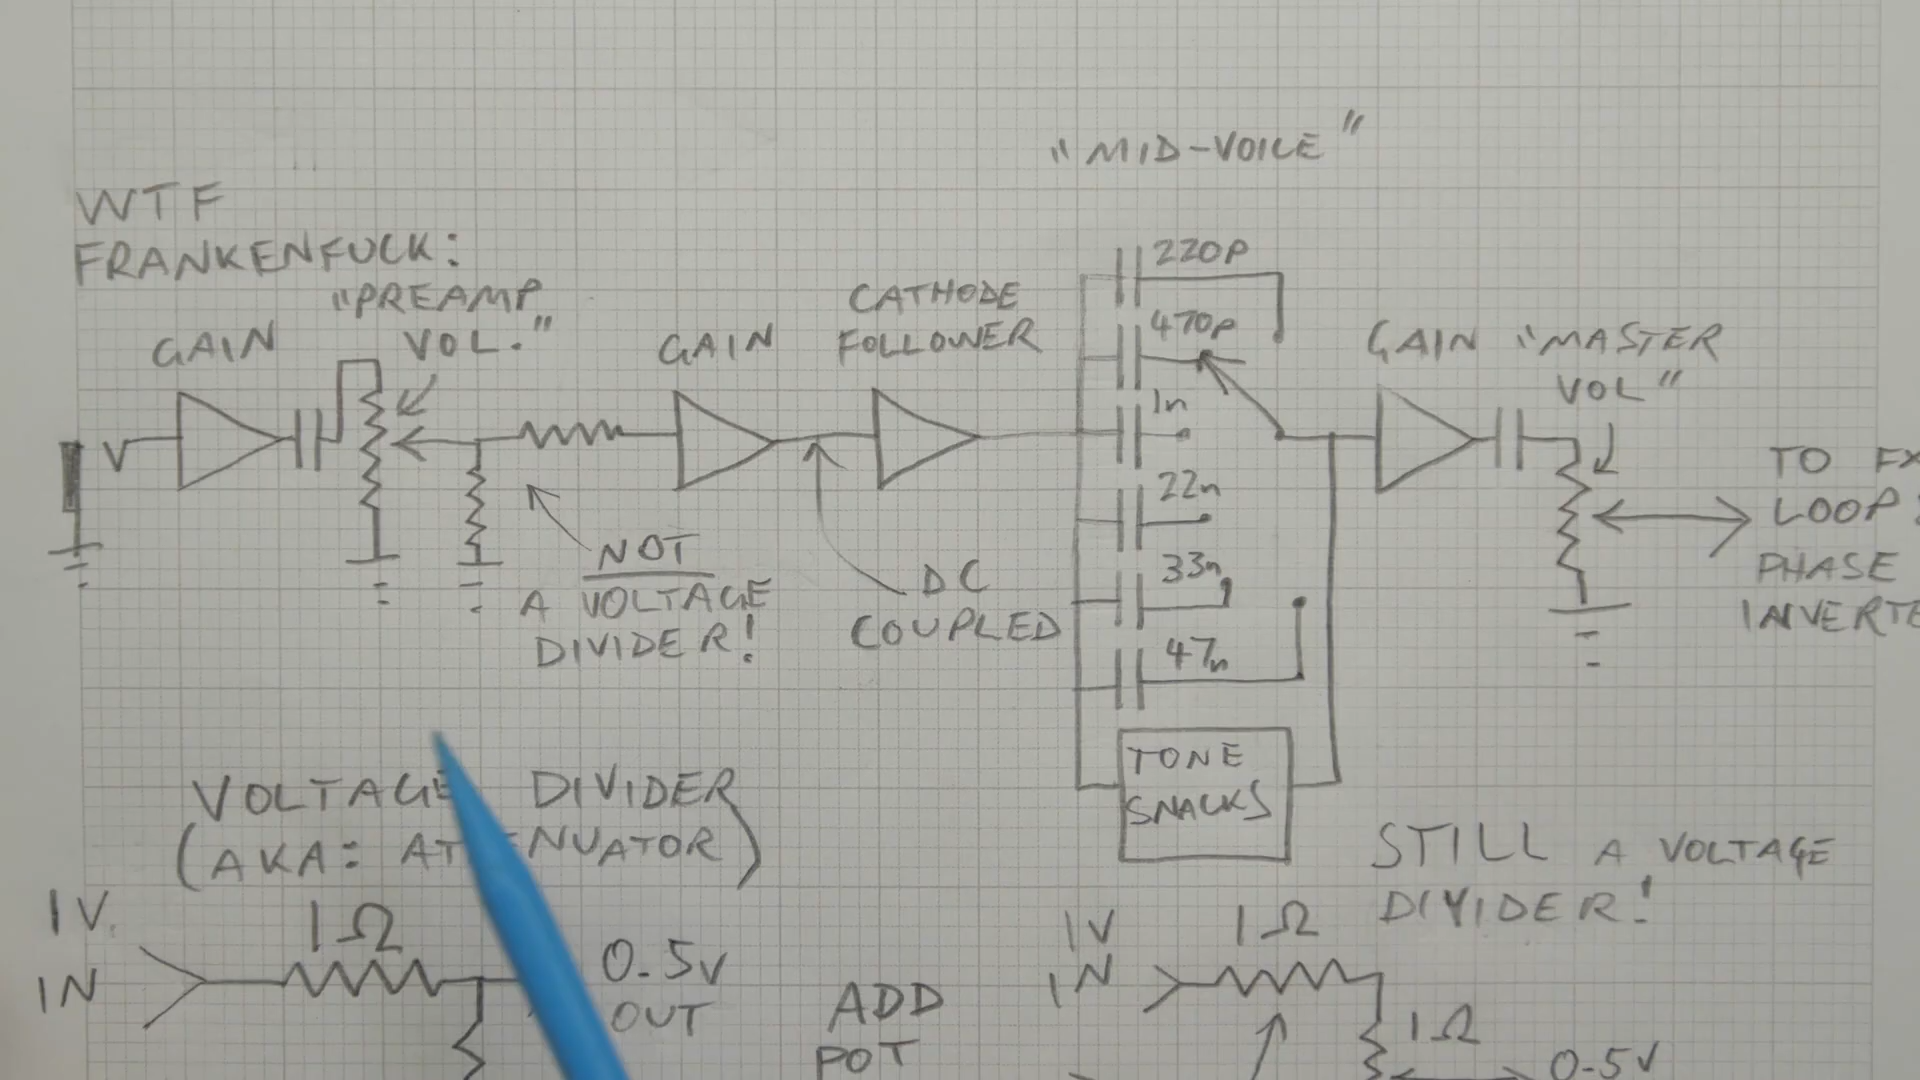 "MID-VOICE"
WTF
FRANKENFUCK:
"PREAMP
VOL."
GAIN
GAIN
CATHODE
FOLLOWER
220p
470p
1n
22n
33n
47n
GAIN
"MASTER
VOL"
TO FX
LOOP
PHASE
INVERTE
NOT
A VOLTAGE
DIVIDER!
DC
COUPLED
TONE
SNACKS
VOLTAGE DIVIDER
(AKA: ATTENUATOR)
1V
IN
1Ω
0.5V
OUT
ADD
POT
STILL A VOLTAGE
DIVIDER!
1V
IN
1Ω
1Ω
0.5V